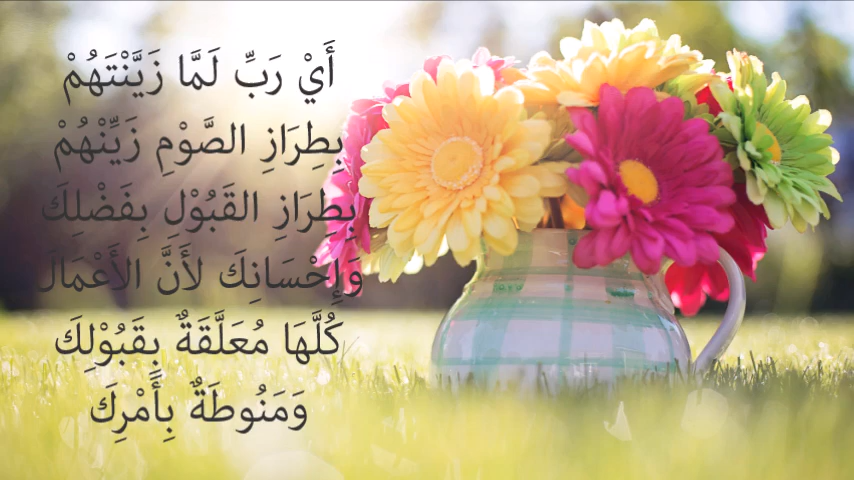 أَيْ رَبِّ لَمَّا زَيَّنْتَهُمْ
بِطِرَازِ الصَّوْمِ زَيِّنْهُمْ
بِطِرَازِ القَبُوْلِ بِفَضْلِكَ
وَإِحْسَانِكَ لأَنَّ الأَعْمَالَ
كُلَّهَا مُعَلَّقَةٌ بِقَبُوْلِكَ
وَمَنُوطَةٌ بِأَمْرِكَ